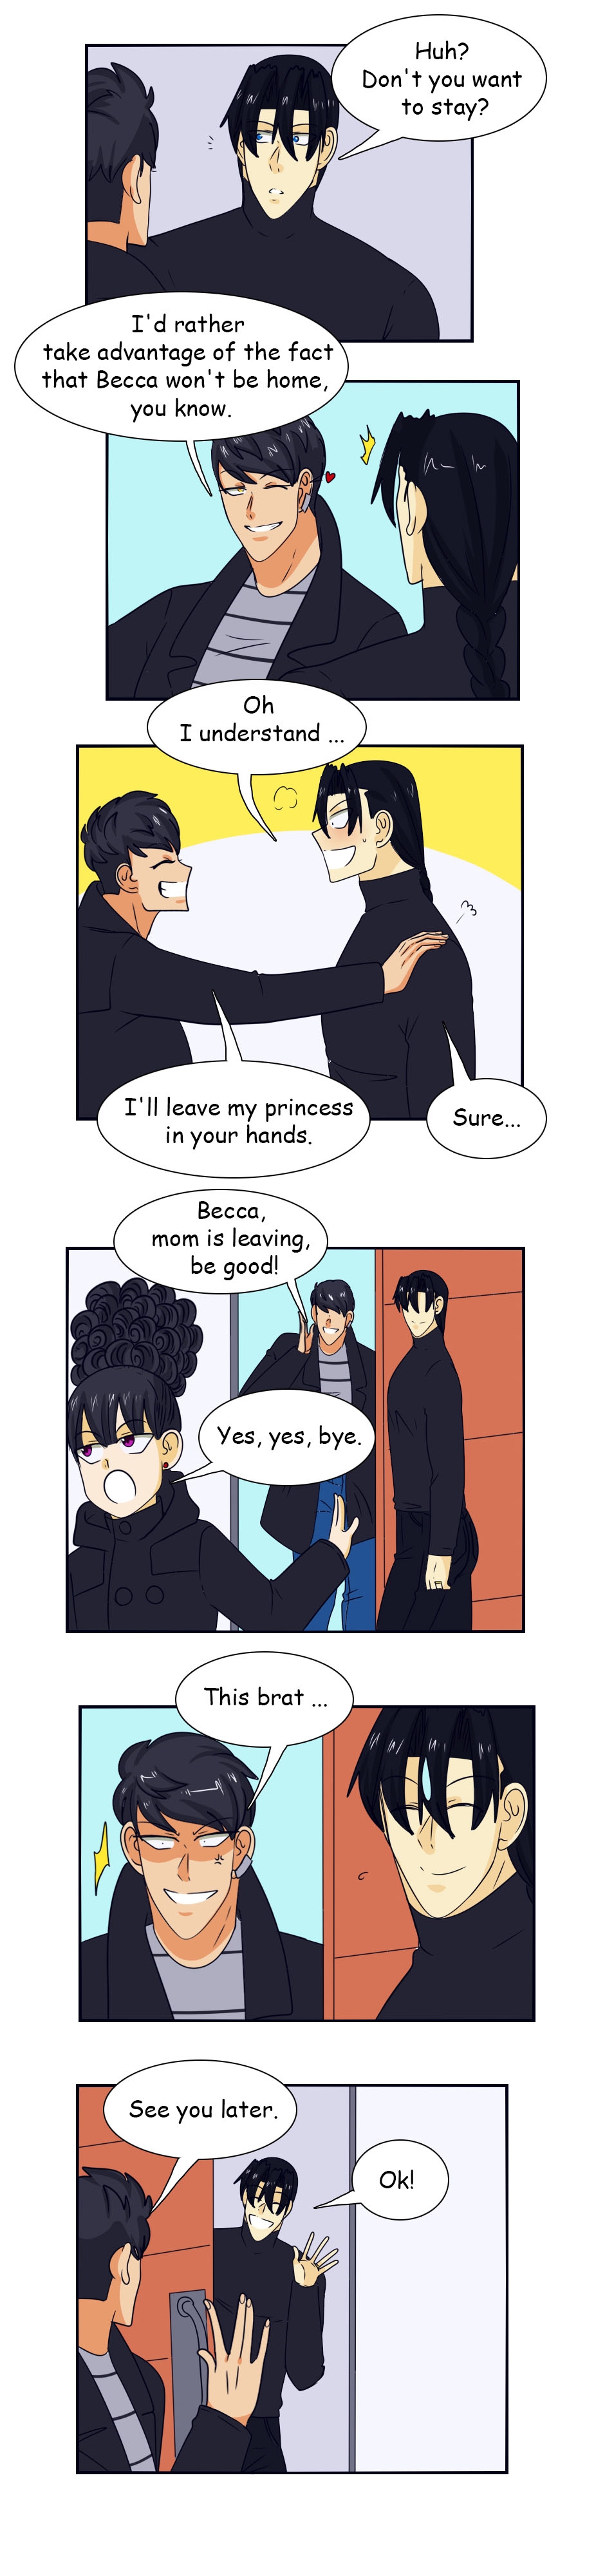 Huh?
Don't you want
to stay?
I'd rather
take advantage of the fact
that Becca won't be home,
you know.
Oh
I understand ...
I'll leave my princess
in your hands.
Sure...
Becca,
mom is leaving,
be good!
Yes, yes, bye.
This brat ...
See you later.
Ok!